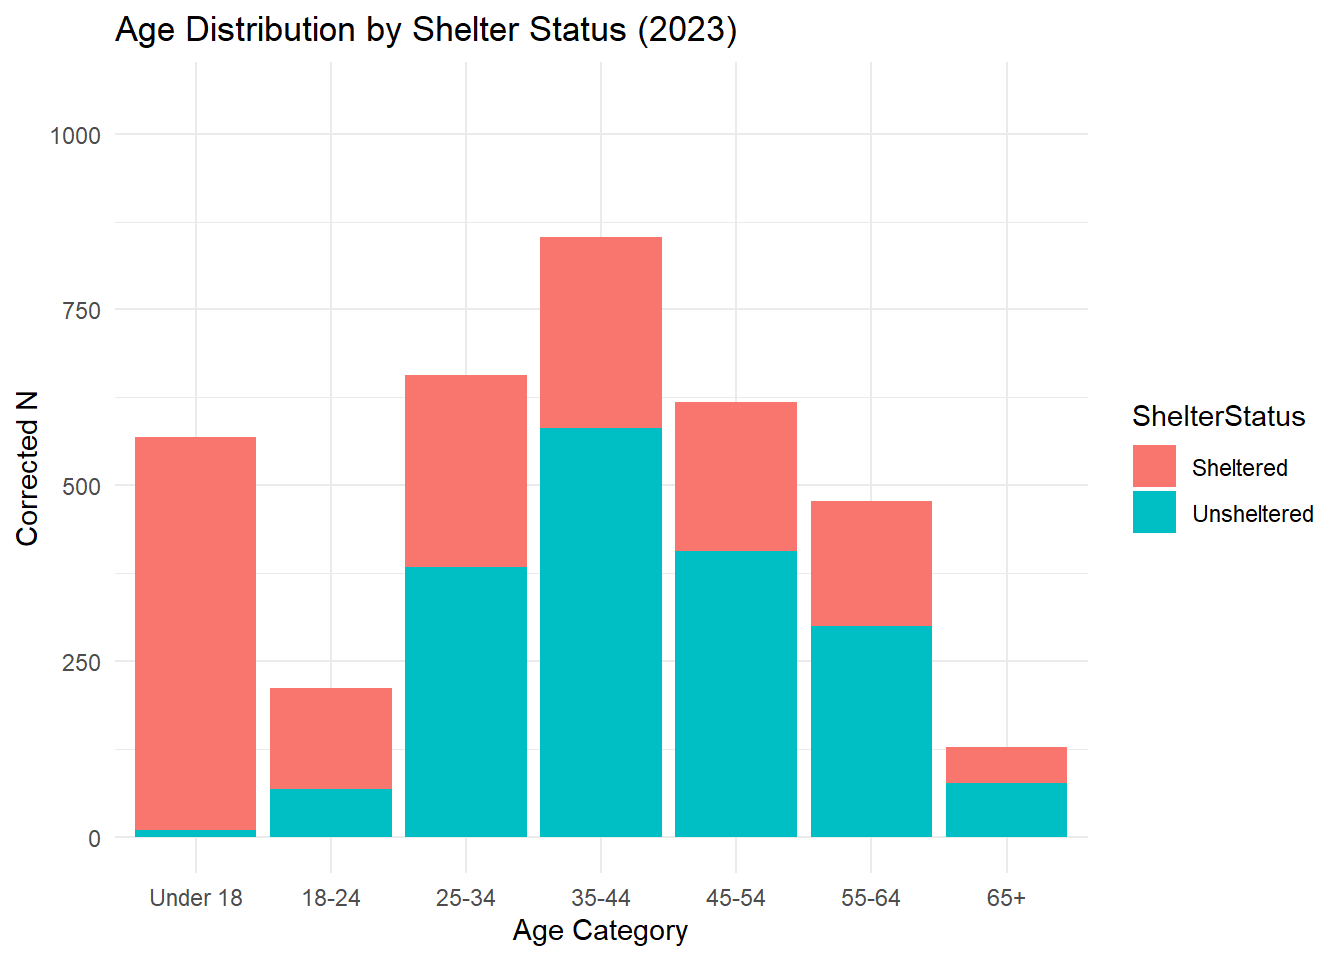 Age Distribution by Shelter Status (2023)
1000
750
500
250
0
Corrected N
Under 18 18-24 25-34 35-44 45-54 55-64 65+
Age Category
ShelterStatus
Sheltered
Unsheltered